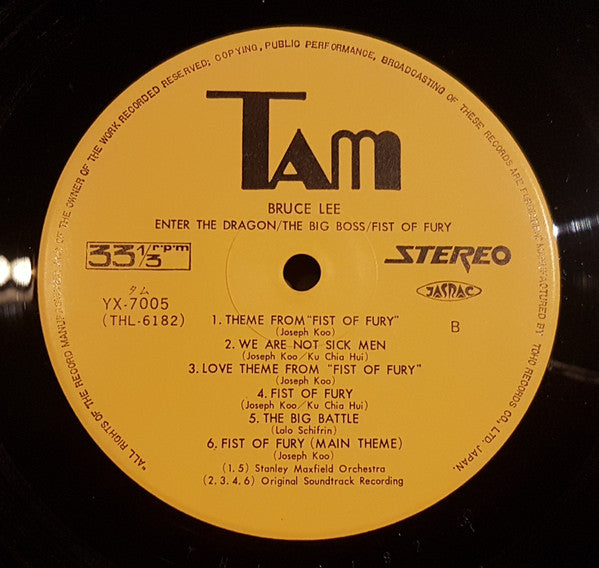 "ALL RIGHTS OF THE RECORD MANUFACTURER AND OF THE OWNER OF THE WORK RECORDED RESERVED; COPYING, PUBLIC PERFORMANCE, BROADCASTING OF THESE RECORDS ARE
MANUFACTURED BY TOHO RECORDS CO., LTD. JAPAN"
TAM
BRUCE LEE
ENTER THE DRAGON/THE BIG BOSS/FIST OF FURY
33 1/3 rpm
STEREO
タム
YX-7005
(THL-6182)
JASRAC
B
1. THEME FROM "FIST OF FURY"
(Joseph Koo)
2. WE ARE NOT SICK MEN
(Joseph Koo/Ku Chia Hui)
3. LOVE THEME FROM "FIST OF FURY"
(Joseph Koo)
4. FIST OF FURY
(Joseph Koo/Ku Chia Hui)
5. THE BIG BATTLE
(Lalo Schifrin)
6. FIST OF FURY (MAIN THEME)
(Joseph Koo)
(1, 5) Stanley Maxfield Orchestra
(2, 3, 4, 6) Original Soundtrack Recording